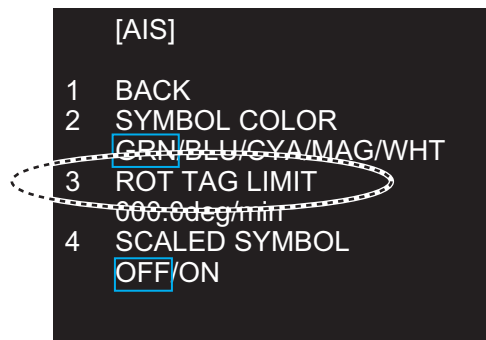 [AIS]
1 BACK
2 SYMBOL COLOR
GRN/BLU/CYA/MAG/WHT
3 ROT TAG LIMIT
000.0deg/min
4 SCALED SYMBOL
OFF/ON